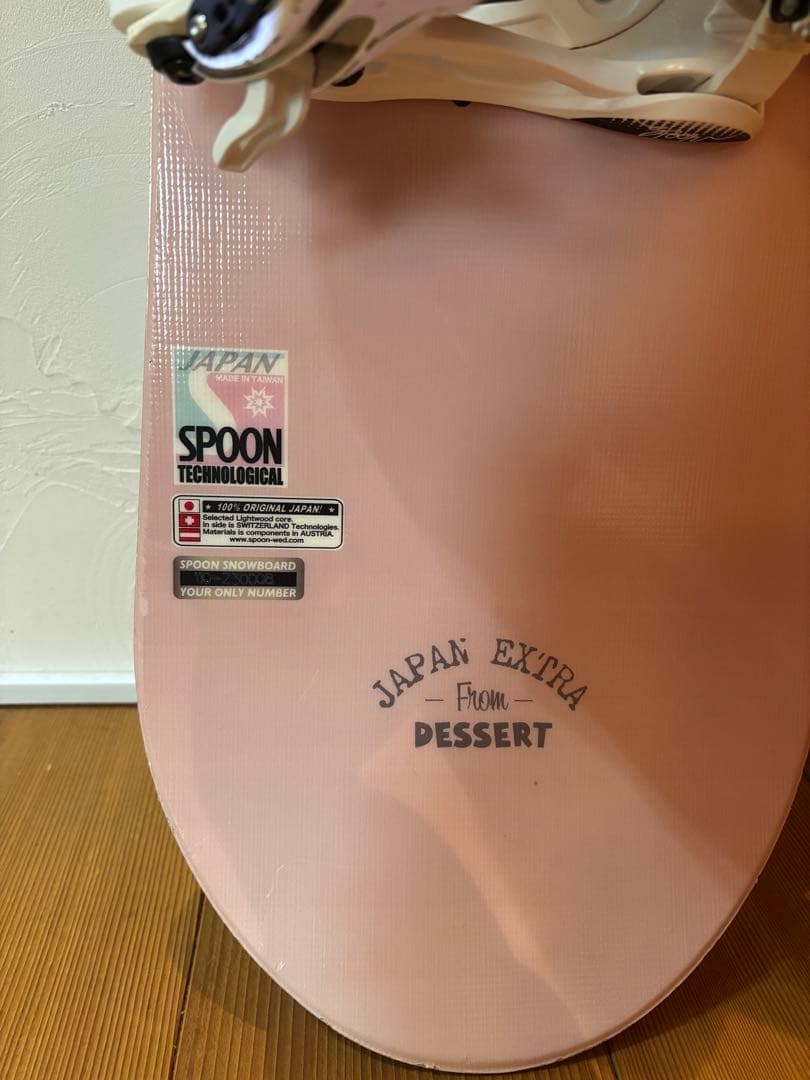 JAPAN
MADE IN TAIWAN
SPOON
TECHNOLOGICAL
★ 100% ORIGINAL JAPAN! ★
Selected Lightwood core.
In side is SWITZERLAND Technologies.
Materials is components in AUSTRIA.
www.spoon-wed.com
SPOON SNOWBOARD
YOUR ONLY NUMBER
JAPAN EXTRA
– From –
DESSERT